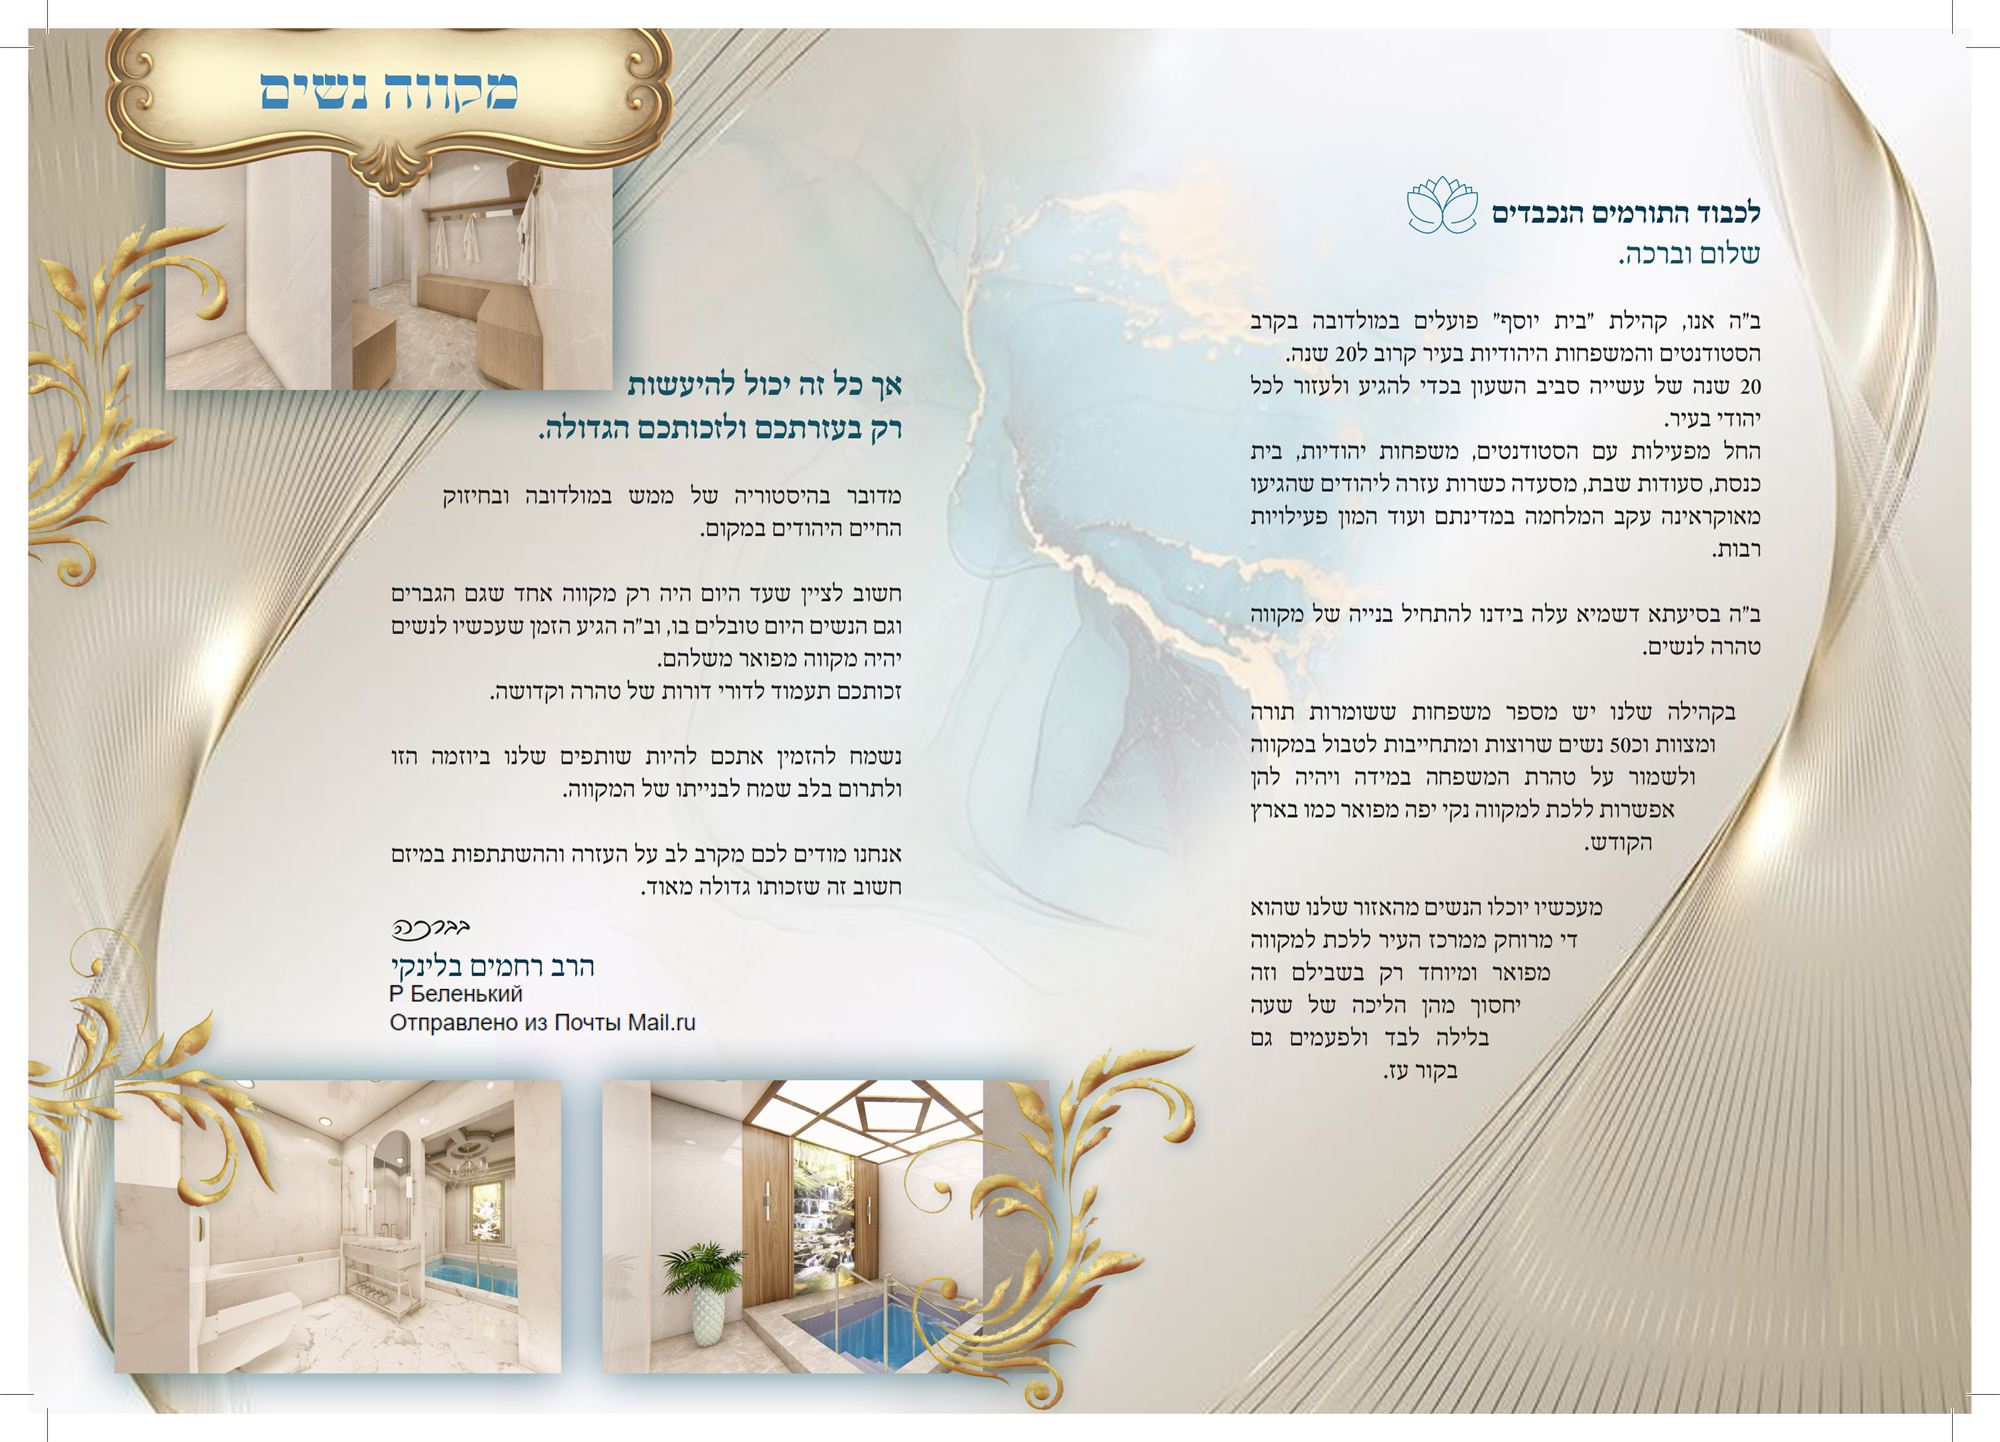 מקווה נשים
לכבוד התורמים הנכבדים
שלום וברכה.
ב"ה אנו, קהילת "בית יוסף" פועלים במולדובה בקרב
הסטודנטים והמשפחות היהודיות בעיר קרוב ל20 שנה.
20 שנה של עשייה סביב השעון בכדי להגיע ולעזור לכל
יהודי בעיר.
החל מפעילות עם הסטודנטים, משפחות יהודיות, בית
כנסת, סעודות שבת, מסעדה כשרות עזרה ליהודים שהגיעו
מאוקראינה עקב המלחמה במדינתם ועוד המון פעילויות
רבות.
ב"ה בסיעתא דשמיא עלה בידנו להתחיל בנייה של מקווה
טהרה לנשים.
בקהילה שלנו יש מספר משפחות ששומרות תורה
ומצוות וכ50 נשים שרוצות ומתחייבות לטבול במקווה
ולשמור על טהרת המשפחה במידה ויהיה להן
אפשרות ללכת למקווה נקי יפה מפואר כמו בארץ
הקודש.
מעכשיו יוכלו הנשים מהאזור שלנו שהוא
די מרוחק ממרכז העיר ללכת למקווה
מפואר ומיוחד רק בשבילם וזה
יחסוך מהן הליכה של שעה
בלילה לבד ולפעמים גם
בקור עז.
אך כל זה יכול להיעשות
רק בעזרתכם ולזכותכם הגדולה.
מדובר בהיסטוריה של ממש במולדובה ובחיזוק
החיים היהודים במקום.
חשוב לציין שעד היום היה רק מקווה אחד שגם הגברים
וגם הנשים היום טובלים בו, וב"ה הגיע הזמן שעכשיו לנשים
יהיה מקווה מפואר משלהם.
זכותכם תעמוד לדורי דורות של טהרה וקדושה.
נשמח להזמין אתכם להיות שותפים שלנו ביוזמה הזו
ולתרום בלב שמח לבנייתו של המקווה.
אנחנו מודים לכם מקרב לב על העזרה וההשתתפות במיזם
חשוב זה שזכותו גדולה מאוד.
בברכה
הרב רחמים בלינקי
Р Беленький
Отправлено из Почты Mail.ru